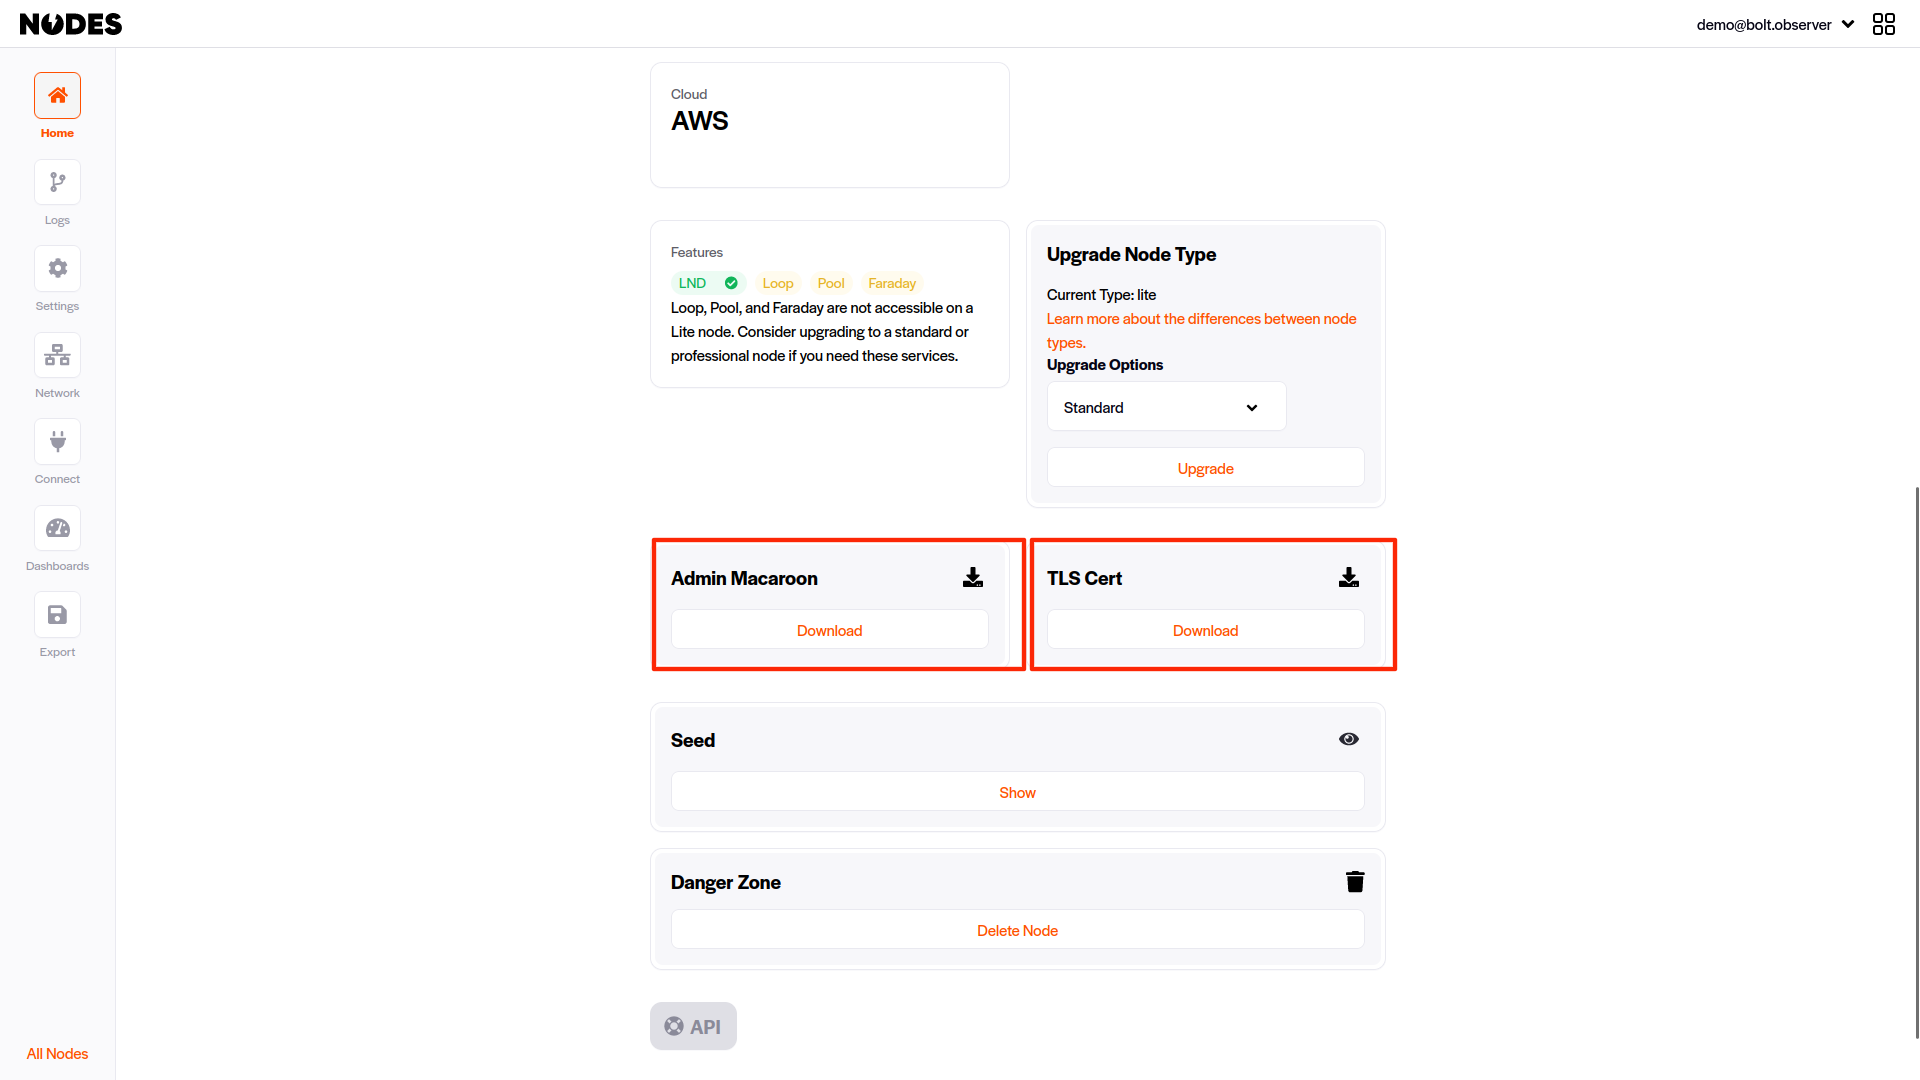 NODES
demo@bolt.observer
Home
Logs
Settings
Network
Connect
Dashboards
Export
All Nodes
Cloud
AWS
Features
LND Loop Pool Faraday
Loop, Pool, and Faraday are not accessible on a
Lite node. Consider upgrading to a standard or
professional node if you need these services.
Upgrade Node Type
Current Type: lite
Learn more about the differences between node
types.
Upgrade Options
Standard
Upgrade
Admin Macaroon
Download
TLS Cert
Download
Seed
Show
Danger Zone
Delete Node
API